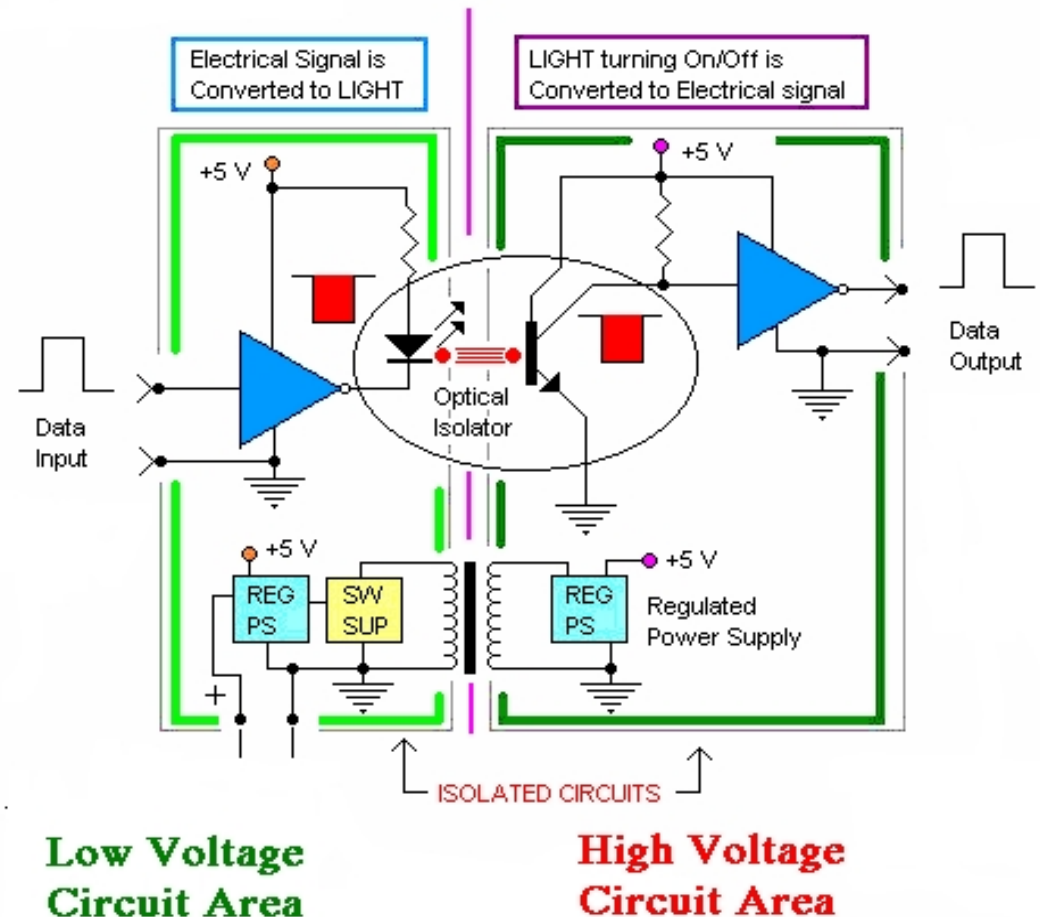 Electrical Signal is
Converted to LIGHT
LIGHT turning On/Off is
Converted to Electrical signal
+5 V
+5 V
Data
Input
Optical
Isolator
Data
Output
+5 V
REG
PS
SW
SUP
+
+5 V
REG
PS
Regulated
Power Supply
ISOLATED CIRCUITS
Low Voltage
Circuit Area
High Voltage
Circuit Area